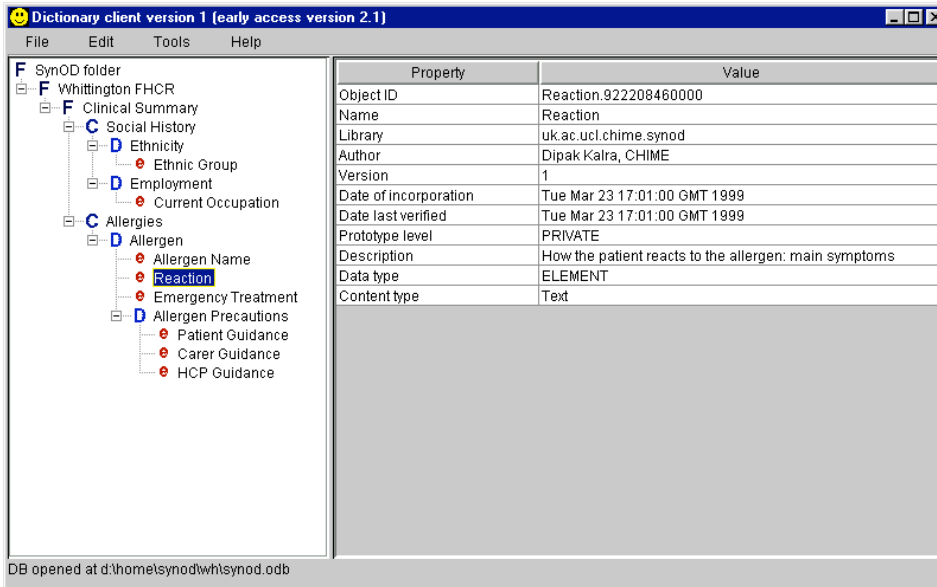 Dictionary client version 1 (early access version 2.1)
File Edit Tools Help
F SynOD folder
F Whittington FHCR
F Clinical Summary
C Social History
D Ethnicity
e Ethnic Group
D Employment
e Current Occupation
C Allergies
D Allergen
e Allergen Name
e Reaction
e Emergency Treatment
D Allergen Precautions
e Patient Guidance
e Carer Guidance
e HCP Guidance
Property Value
Object ID Reaction.922208460000
Name Reaction
Library uk.ac.ucl.chime.synod
Author Dipak Kalra, CHIME
Version 1
Date of incorporation Tue Mar 23 17:01:00 GMT 1999
Date last verified Tue Mar 23 17:01:00 GMT 1999
Prototype level PRIVATE
Description How the patient reacts to the allergen: main symptoms
Data type ELEMENT
Content type Text
DB opened at d:\home\synod\wh\synod.odb